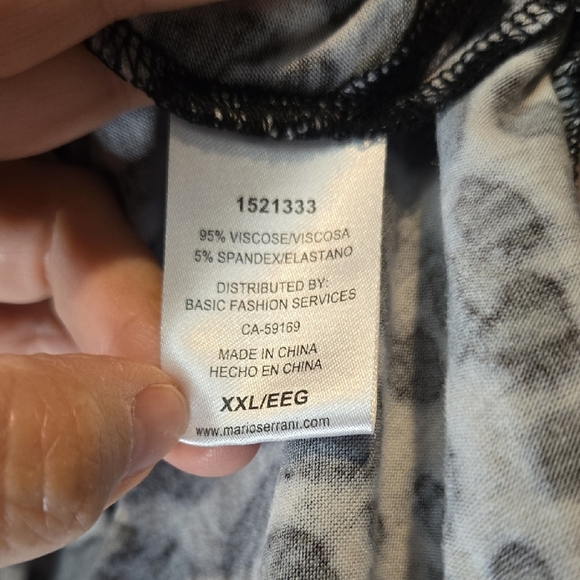 1521333
95% VISCOSE/VISCOSA
5% SPANDEX/ELASTANO
DISTRIBUTED BY:
BASIC FASHION SERVICES
CA-59169
MADE IN CHINA
HECHO EN CHINA
XXL/EEG
www.marioserrani.com